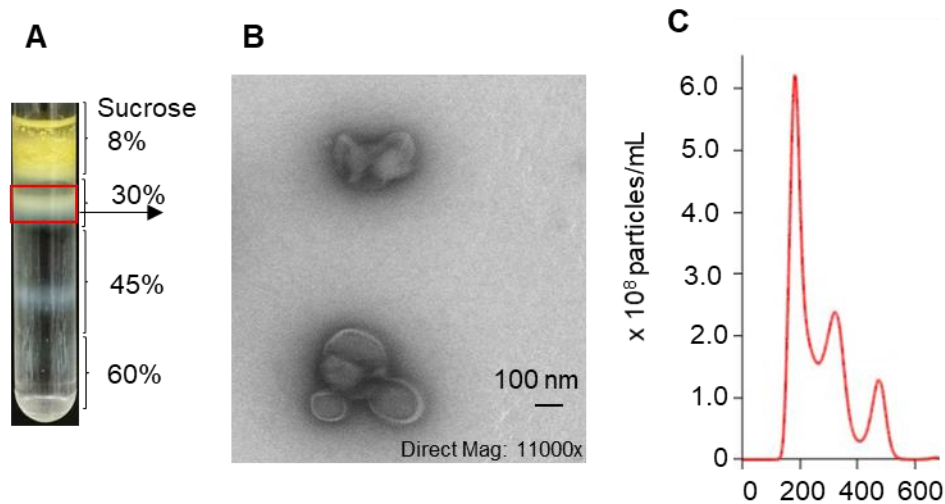 A
Sucrose
8%
30%
45%
60%
B
100 nm
Direct Mag: 11000x
C
x 10⁸ particles/mL
6.0
5.0
4.0
3.0
2.0
1.0
0
0 200 400 600